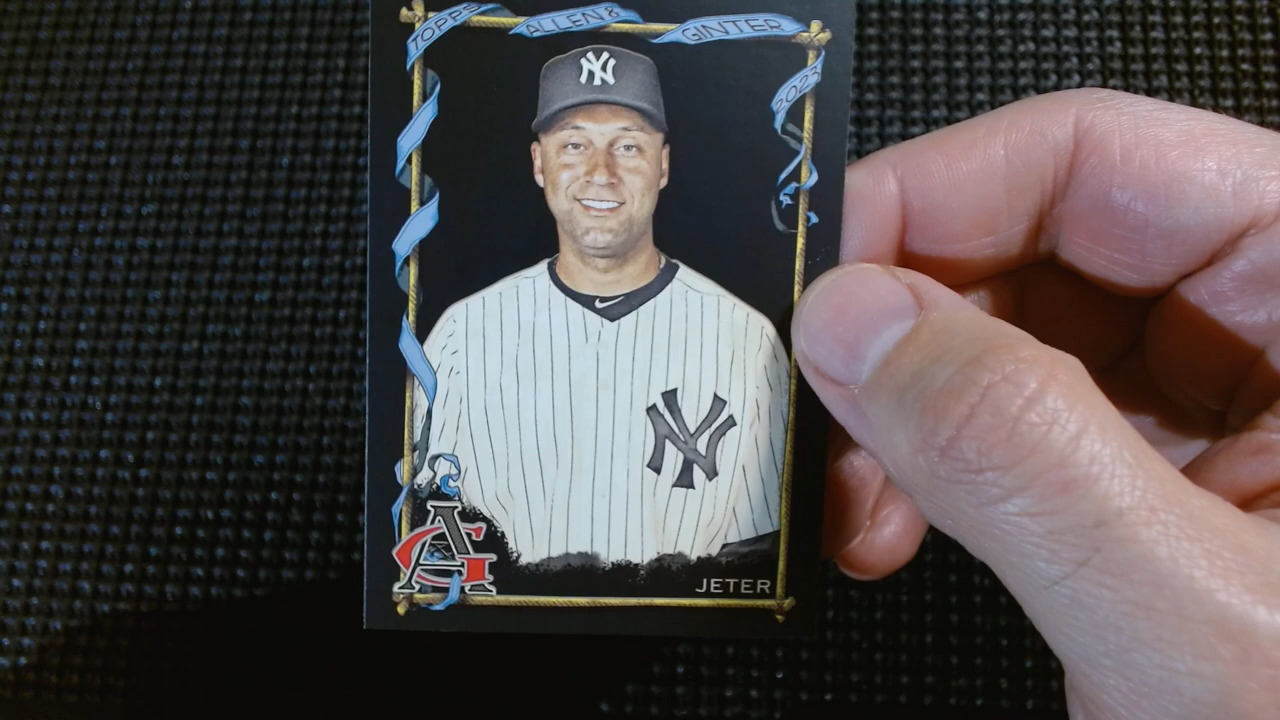 TOPPS ALLEN & GINTER
2023
NY
NY
AG
JETER